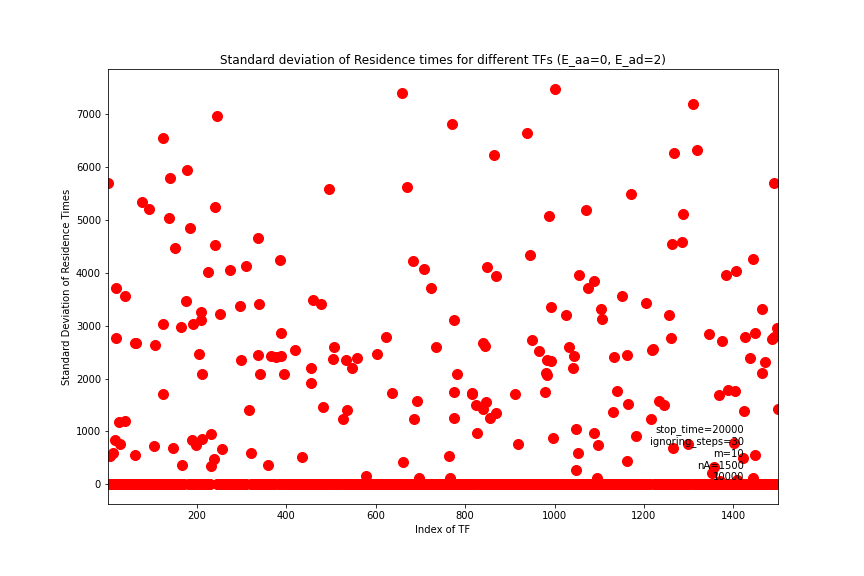 Standard deviation of Residence times for different TFs (E_aa=0, E_ad=2)
Standard Deviation of Residence Times
7000
6000
5000
4000
3000
2000
1000
0
stop_time=20000
ignoring_steps=30
m=10
nA=1500
200
400
600
800
1000
1200
1400
Index of TF